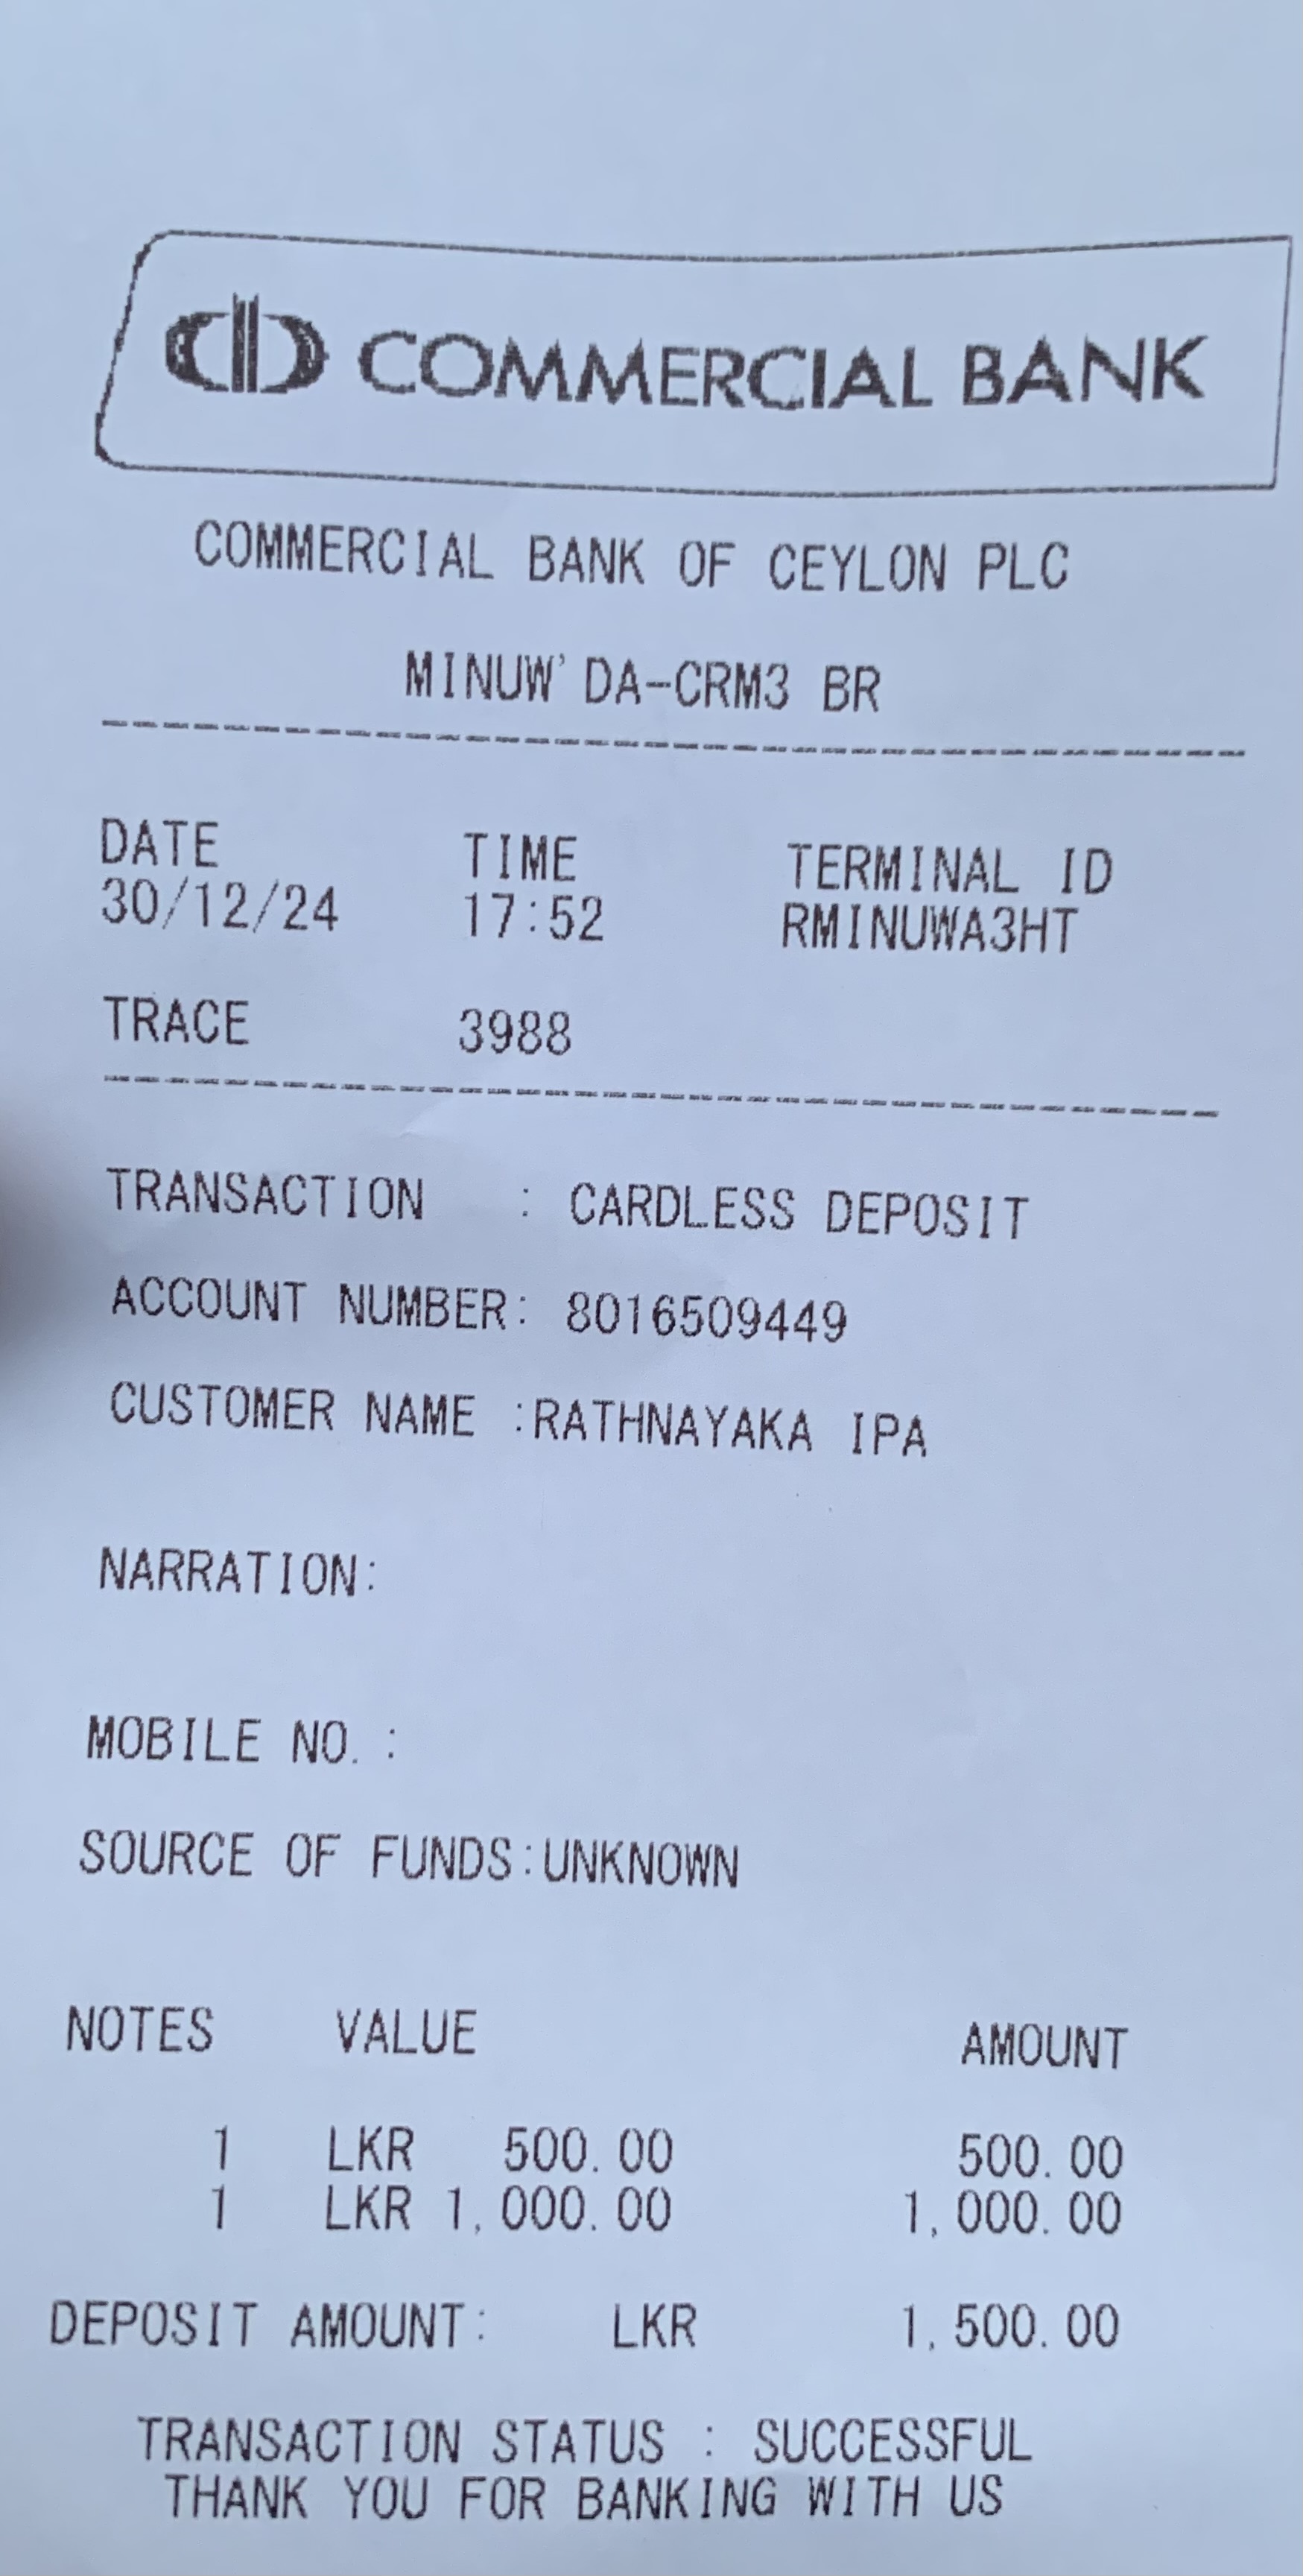 COMMERCIAL BANK
COMMERCIAL BANK OF CEYLON PLC
MINUW'DA-CRM3 BR
DATE TIME TERMINAL ID
30/12/24 17:52 RMINUWA3HT
TRACE 3988
TRANSACTION : CARDLESS DEPOSIT
ACCOUNT NUMBER: 8016509449
CUSTOMER NAME :RATHNAYAKA IPA
NARRATION:
MOBILE NO. :
SOURCE OF FUNDS:UNKNOWN
NOTES VALUE AMOUNT
1 LKR 500.00 500.00
1 LKR 1,000.00 1,000.00
DEPOSIT AMOUNT: LKR 1,500.00
TRANSACTION STATUS : SUCCESSFUL
THANK YOU FOR BANKING WITH US